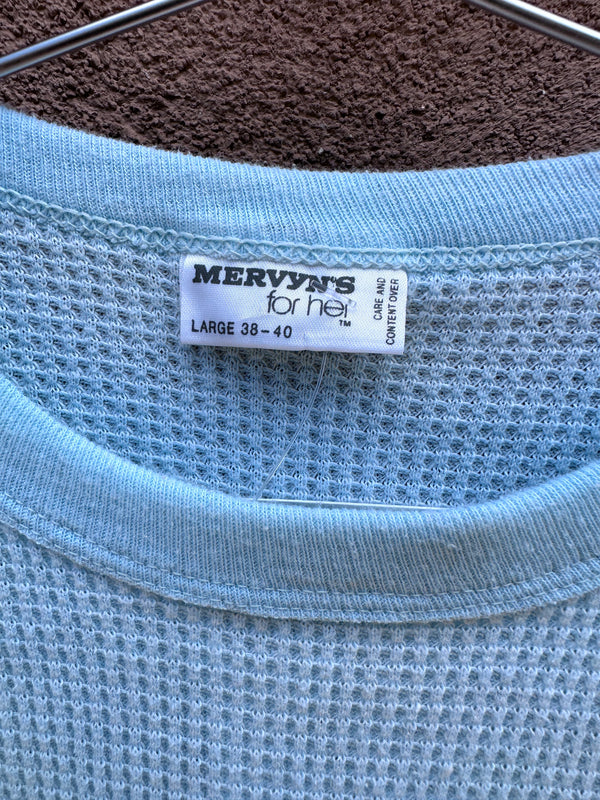 MERVYN'S
for her
™
LARGE 38-40
CARE AND
CONTENT OVER